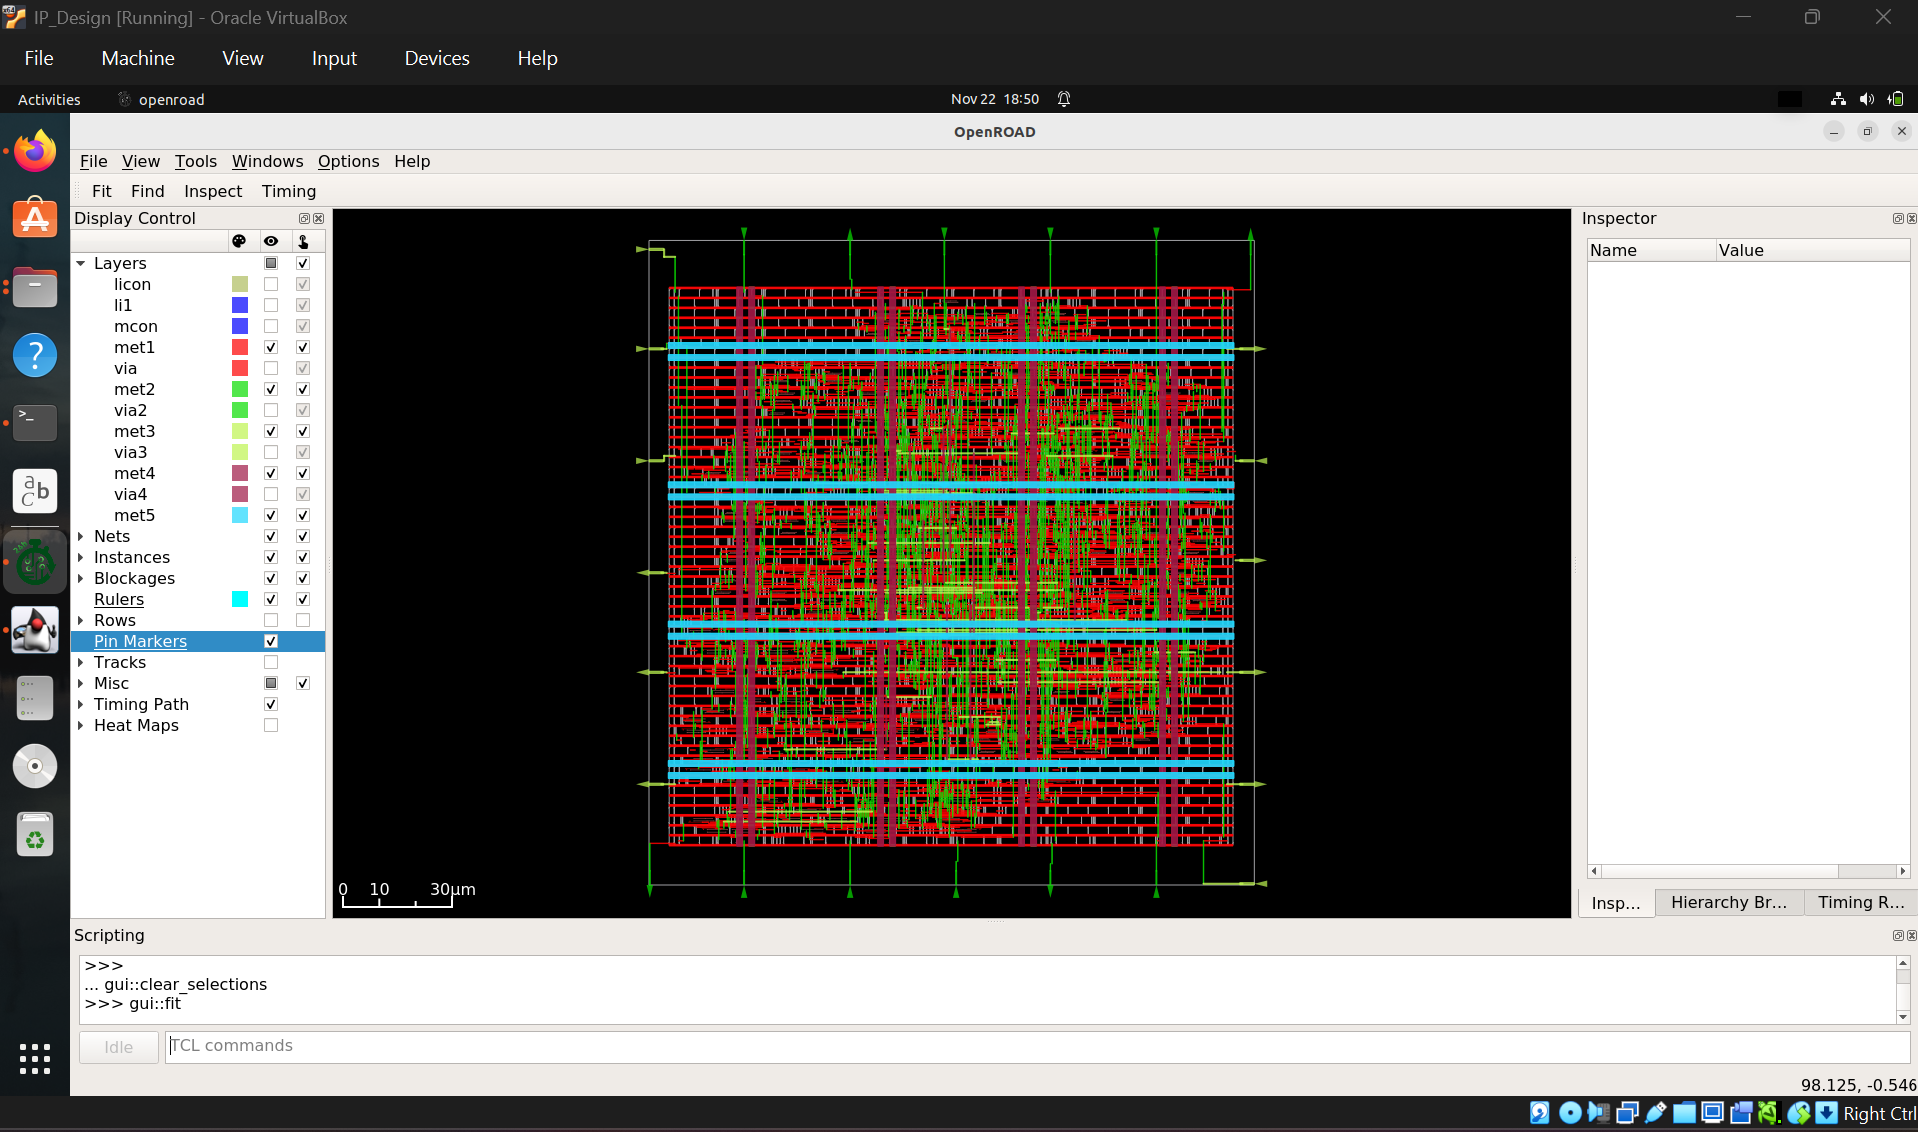 IP_Design [Running] - Oracle VirtualBox
File Machine View Input Devices Help
Activities openroad Nov 22 18:50
OpenROAD
File View Tools Windows Options Help
Fit Find Inspect Timing
Display Control
Layers
licon
li1
mcon
met1
via
met2
via2
met3
via3
met4
via4
met5
Nets
Instances
Blockages
Rulers
Rows
Pin Markers
Tracks
Misc
Timing Path
Heat Maps
0 10 30μm
Inspector
Name Value
Insp... Hierarchy Br... Timing R...
Scripting
>>>
... gui::clear_selections
>>> gui::fit
Idle TCL commands
98.125, -0.546
Right Ctrl